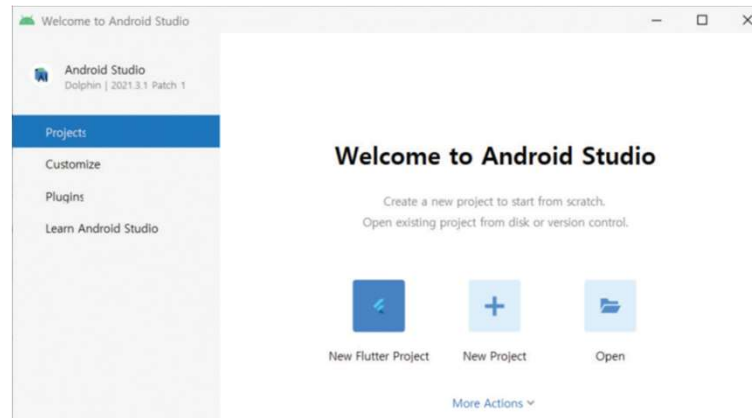 Welcome to Android Studio
Android Studio
Dolphin | 2021.3.1 Patch 1
Projects
Customize
Plugins
Learn Android Studio
Welcome to Android Studio
Create a new project to start from scratch.
Open existing project from disk or version control.
New Flutter Project
New Project
Open
More Actions